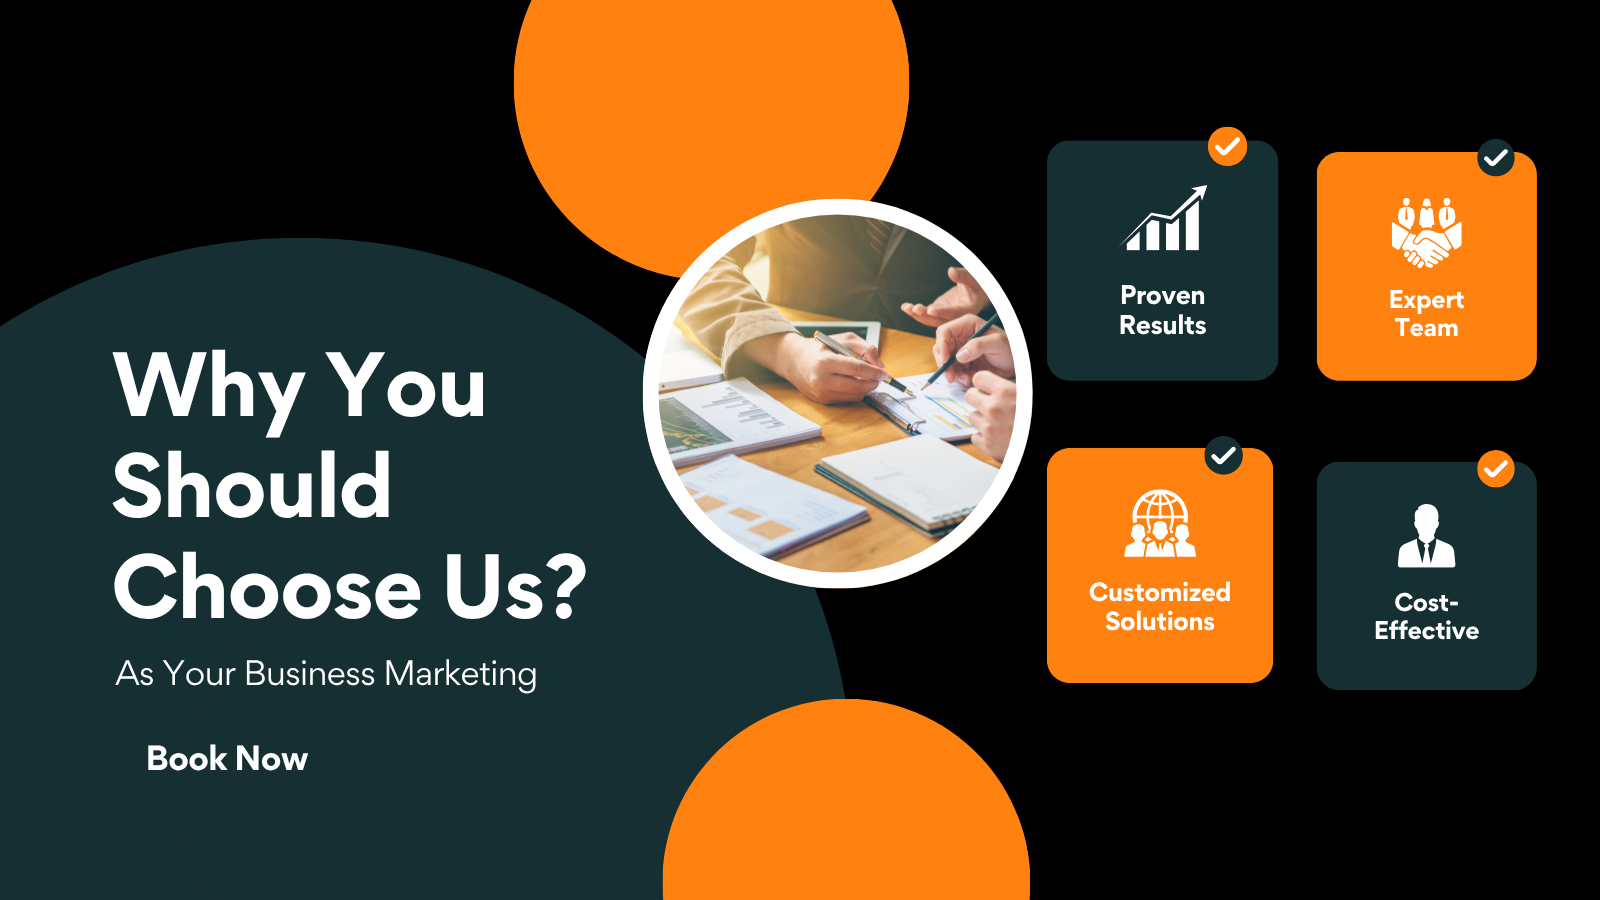 Why You
Should
Choose Us?
As Your Business Marketing
Book Now
Proven
Results
Expert
Team
Customized
Solutions
Cost-
Effective